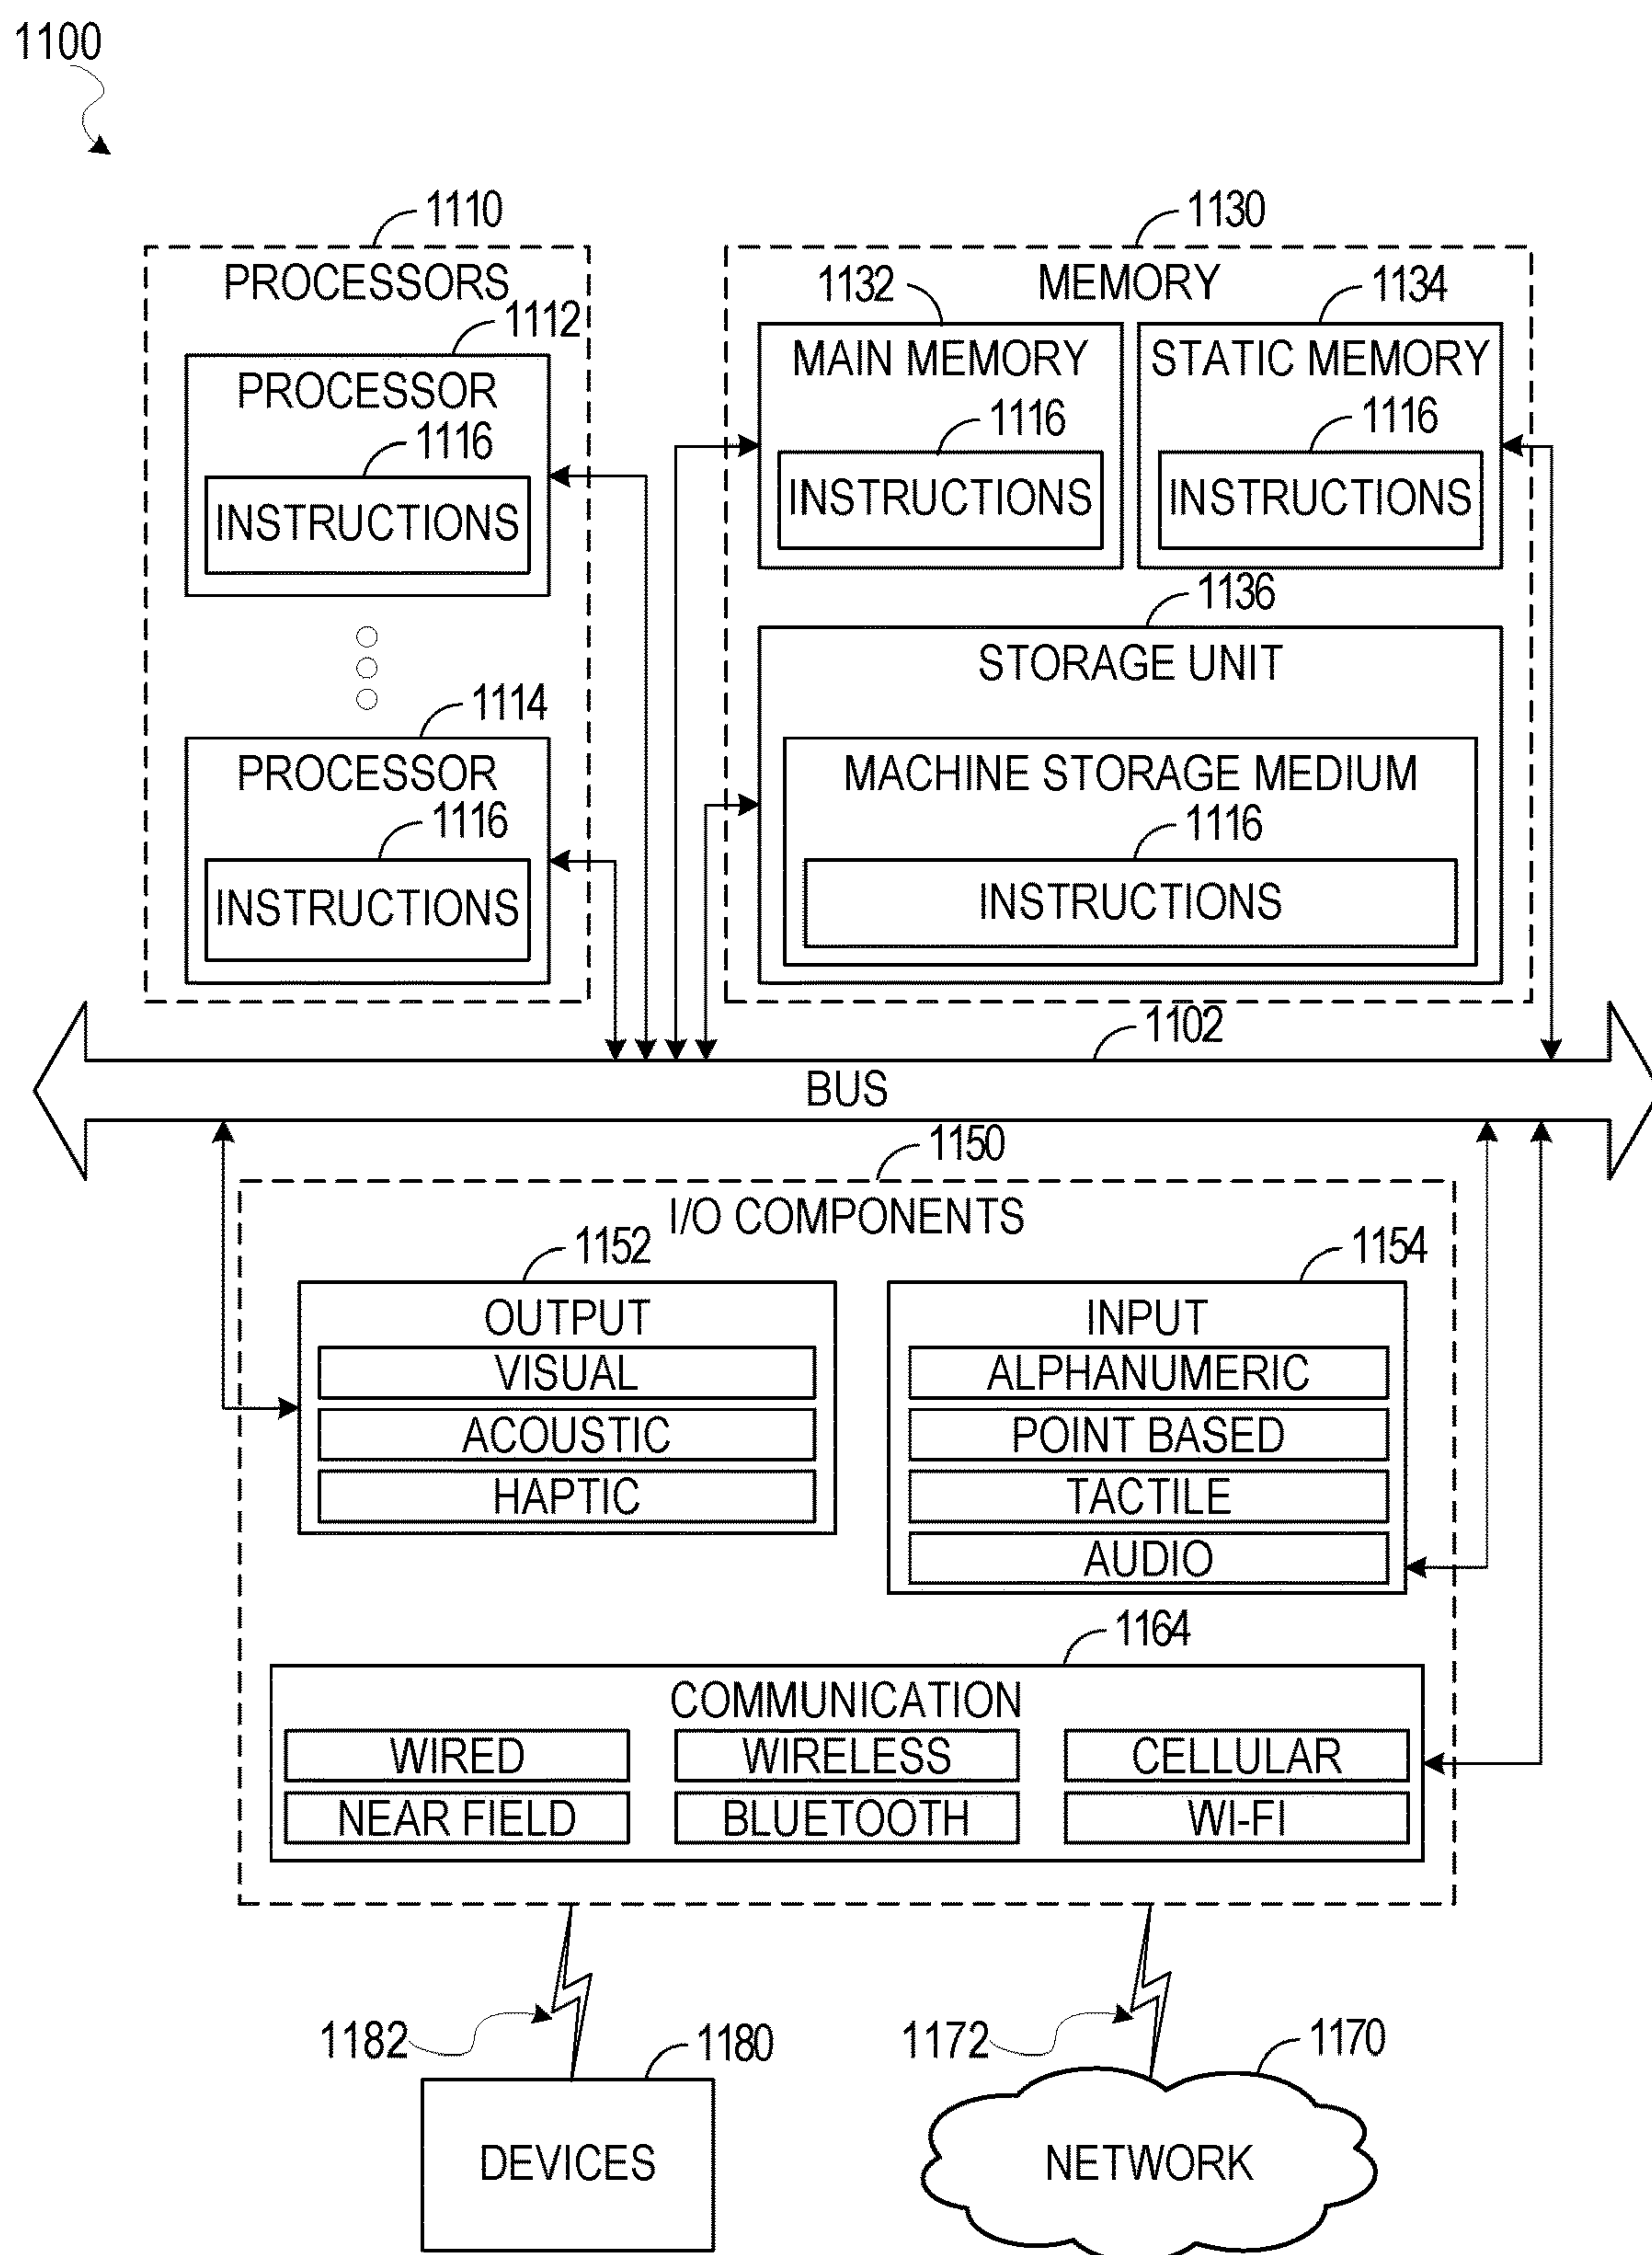 1100
1110
PROCESSORS
1112
PROCESSOR
1116
INSTRUCTIONS
1114
PROCESSOR
1116
INSTRUCTIONS
1130
MEMORY
1132
MAIN MEMORY
1116
INSTRUCTIONS
1134
STATIC MEMORY
1116
INSTRUCTIONS
1136
STORAGE UNIT
MACHINE STORAGE MEDIUM
1116
INSTRUCTIONS
1102
BUS
1150
I/O COMPONENTS
1152
OUTPUT
VISUAL
ACOUSTIC
HAPTIC
1154
INPUT
ALPHANUMERIC
POINT BASED
TACTILE
AUDIO
1164
COMMUNICATION
WIRED
WIRELESS
CELLULAR
NEAR FIELD
BLUETOOTH
WI-FI
1182
1180
DEVICES
1172
1170
NETWORK